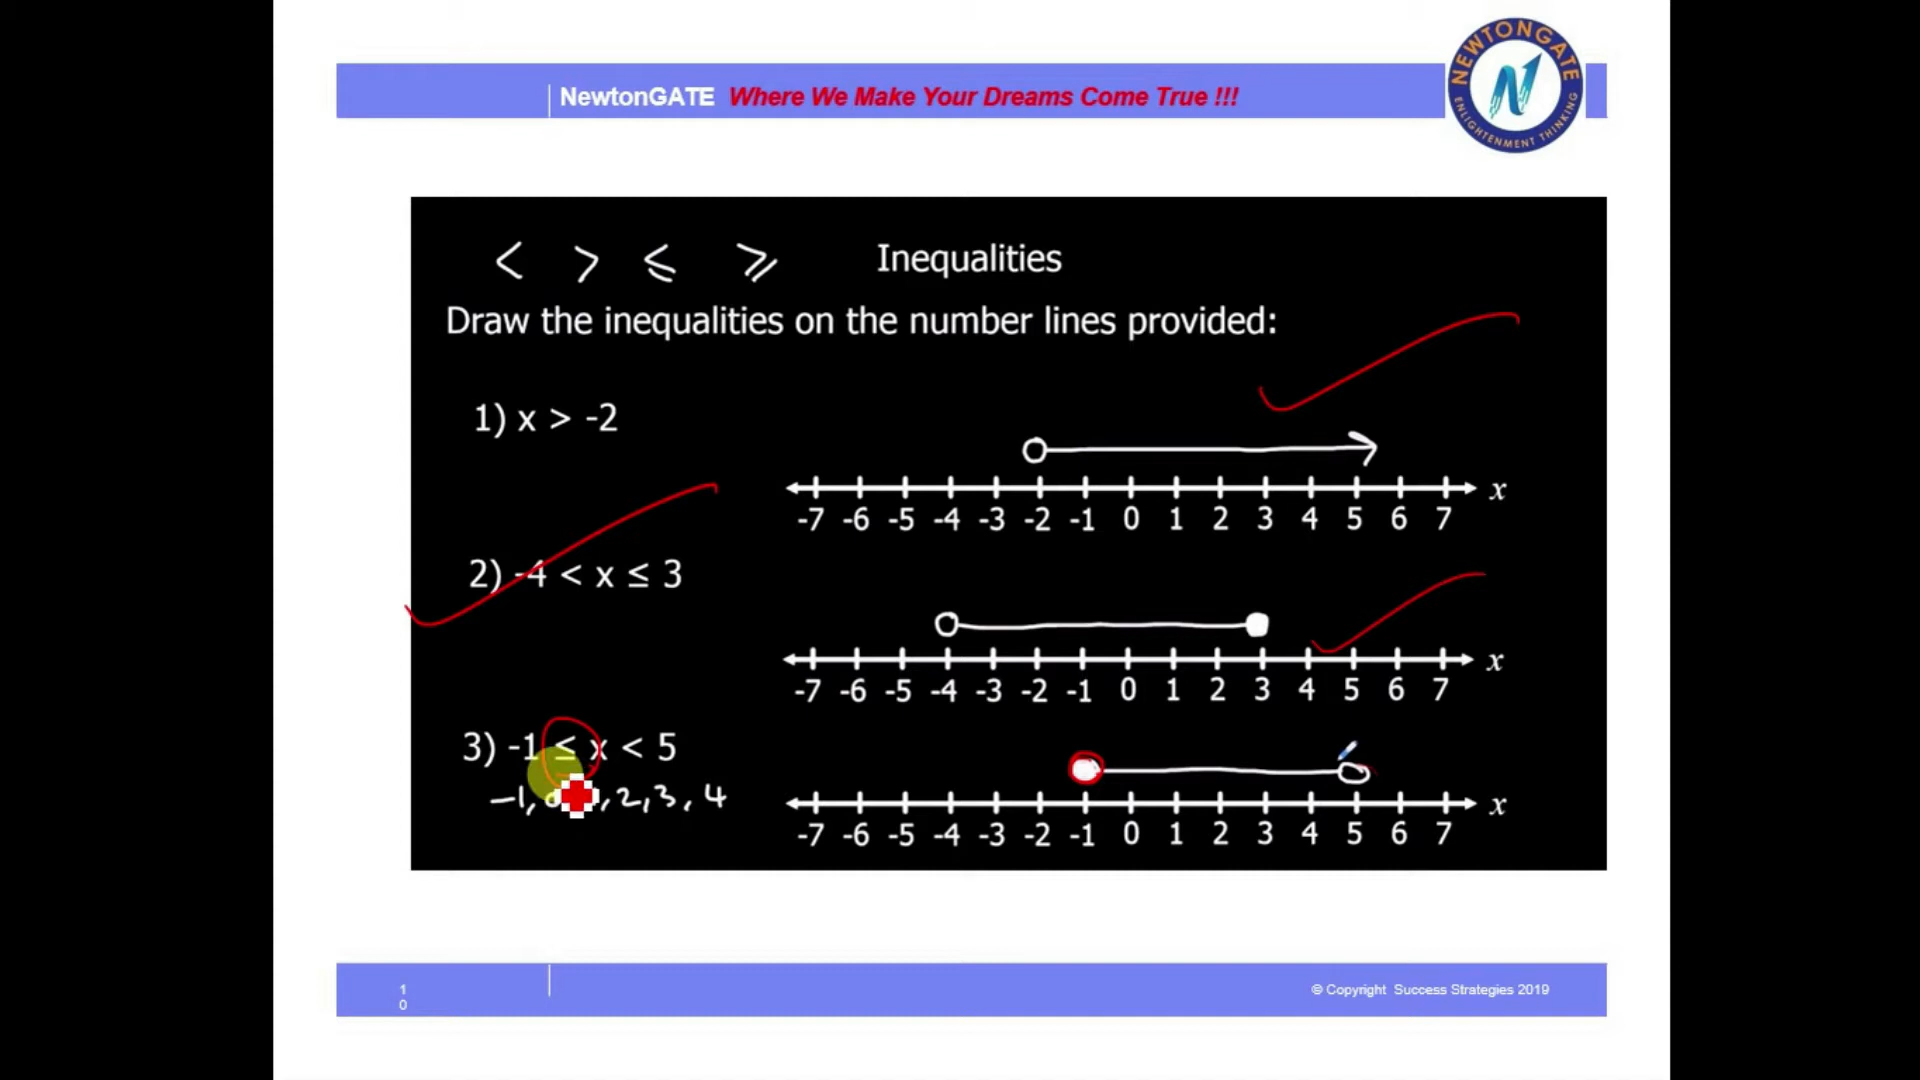 NEWTONGATE
ENLIGHTENMENT THINKING
NewtonGATE Where We Make Your Dreams Come True !!!
< > ≤ ≥ Inequalities
Draw the inequalities on the number lines provided:
1) x > -2
-7 -6 -5 -4 -3 -2 -1 0 1 2 3 4 5 6 7 x
2) -4 < x ≤ 3
-7 -6 -5 -4 -3 -2 -1 0 1 2 3 4 5 6 7 x
3) -1 ≤ x < 5
-1, , 2, 3, 4
-7 -6 -5 -4 -3 -2 -1 0 1 2 3 4 5 6 7 x
1
0
© Copyright Success Strategies 2019